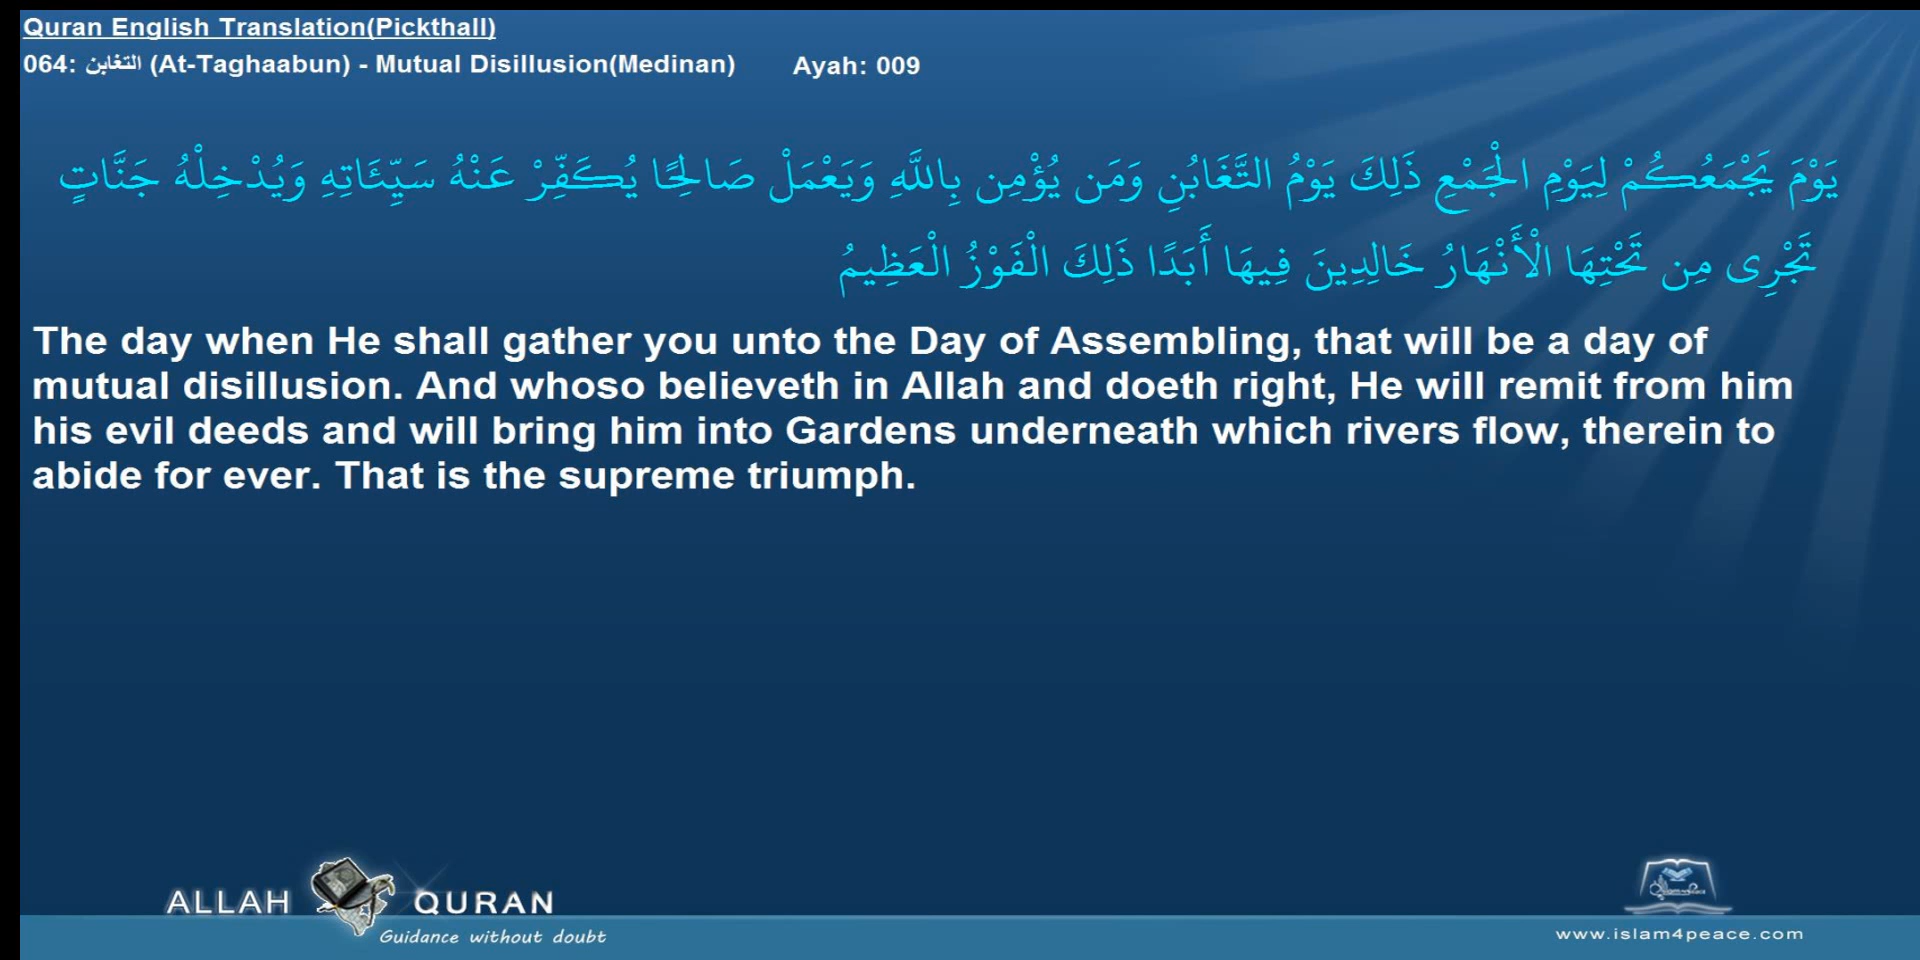 Quran English Translation(Pickthall)
064: التغابن (At-Taghaabun) - Mutual Disillusion(Medinan) Ayah: 009
يَوْمَ يَجْمَعُكُمْ لِيَوْمِ الْجَمْعِ ذَلِكَ يَوْمُ التَّغَابُنِ وَمَن يُؤْمِن بِاللَّهِ وَيَعْمَلْ صَالِحًا يُكَفِّرْ عَنْهُ سَيِّئَاتِهِ وَيُدْخِلْهُ جَنَّاتٍ
تَجْرِى مِن تَحْتِهَا الْأَنْهَارُ خَالِدِينَ فِيهَا أَبَدًا ذَلِكَ الْفَوْزُ الْعَظِيمُ
The day when He shall gather you unto the Day of Assembling, that will be a day of
mutual disillusion. And whoso believeth in Allah and doeth right, He will remit from him
his evil deeds and will bring him into Gardens underneath which rivers flow, therein to
abide for ever. That is the supreme triumph.
ALLAH QURAN
Guidance without doubt
www.islam4peace.com